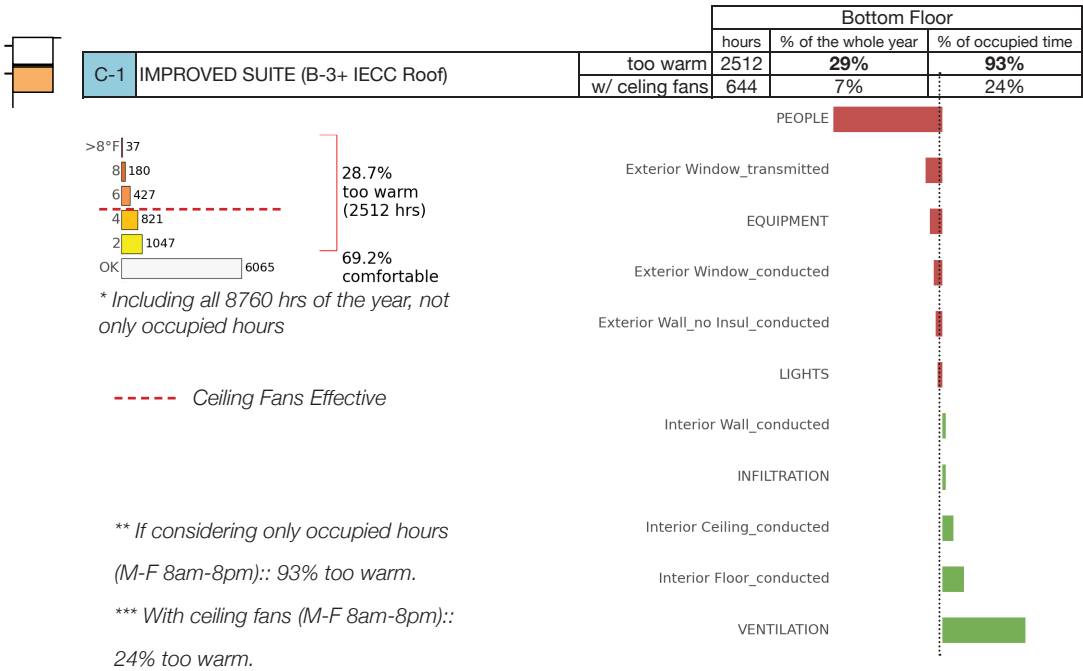 Bottom Floor
hours % of the whole year % of occupied time
C-1 IMPROVED SUITE (B-3+ IECC Roof) too warm 2512 29% 93%
w/ celing fans 644 7% 24%
>8°F 37
8 180
6 427
4 821
2 1047
OK 6065
28.7%
too warm
(2512 hrs)
69.2%
comfortable
* Including all 8760 hrs of the year, not
only occupied hours
Ceiling Fans Effective
** If considering only occupied hours
(M-F 8am-8pm):: 93% too warm.
*** With ceiling fans (M-F 8am-8pm)::
24% too warm.
PEOPLE
Exterior Window_transmitted
EQUIPMENT
Exterior Window_conducted
Exterior Wall_no Insul_conducted
LIGHTS
Interior Wall_conducted
INFILTRATION
Interior Ceiling_conducted
Interior Floor_conducted
VENTILATION